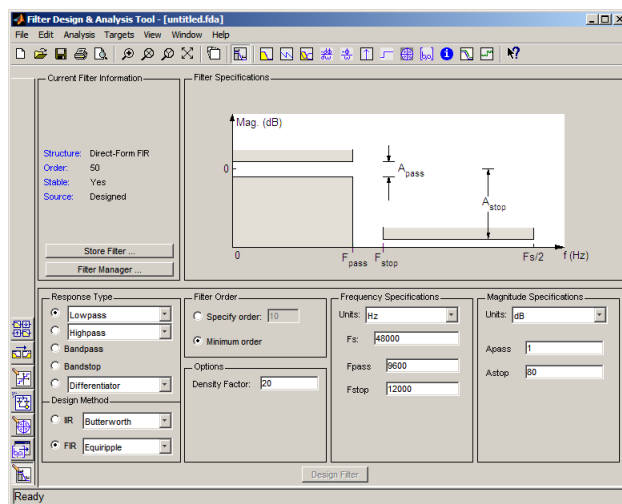 Filter Design & Analysis Tool - [untitled.fda]
File Edit Analysis Targets View Window Help
Current Filter Information
Structure: Direct-Form FIR
Order: 50
Stable: Yes
Source: Designed
Store Filter ...
Filter Manager ...
Filter Specifications
Mag. (dB)
0
A pass
A stop
0
F pass
F stop
Fs/2
f (Hz)
Response Type
Lowpass
Highpass
Bandpass
Bandstop
Differentiator
Design Method
IIR Butterworth
FIR Equiripple
Filter Order
Specify order: 10
Minimum order
Options
Density Factor: 20
Frequency Specifications
Units: Hz
Fs: 48000
Fpass 9600
Fstop 12000
Magnitude Specifications
Units: dB
Apass 1
Astop 80
Design Filter
Ready